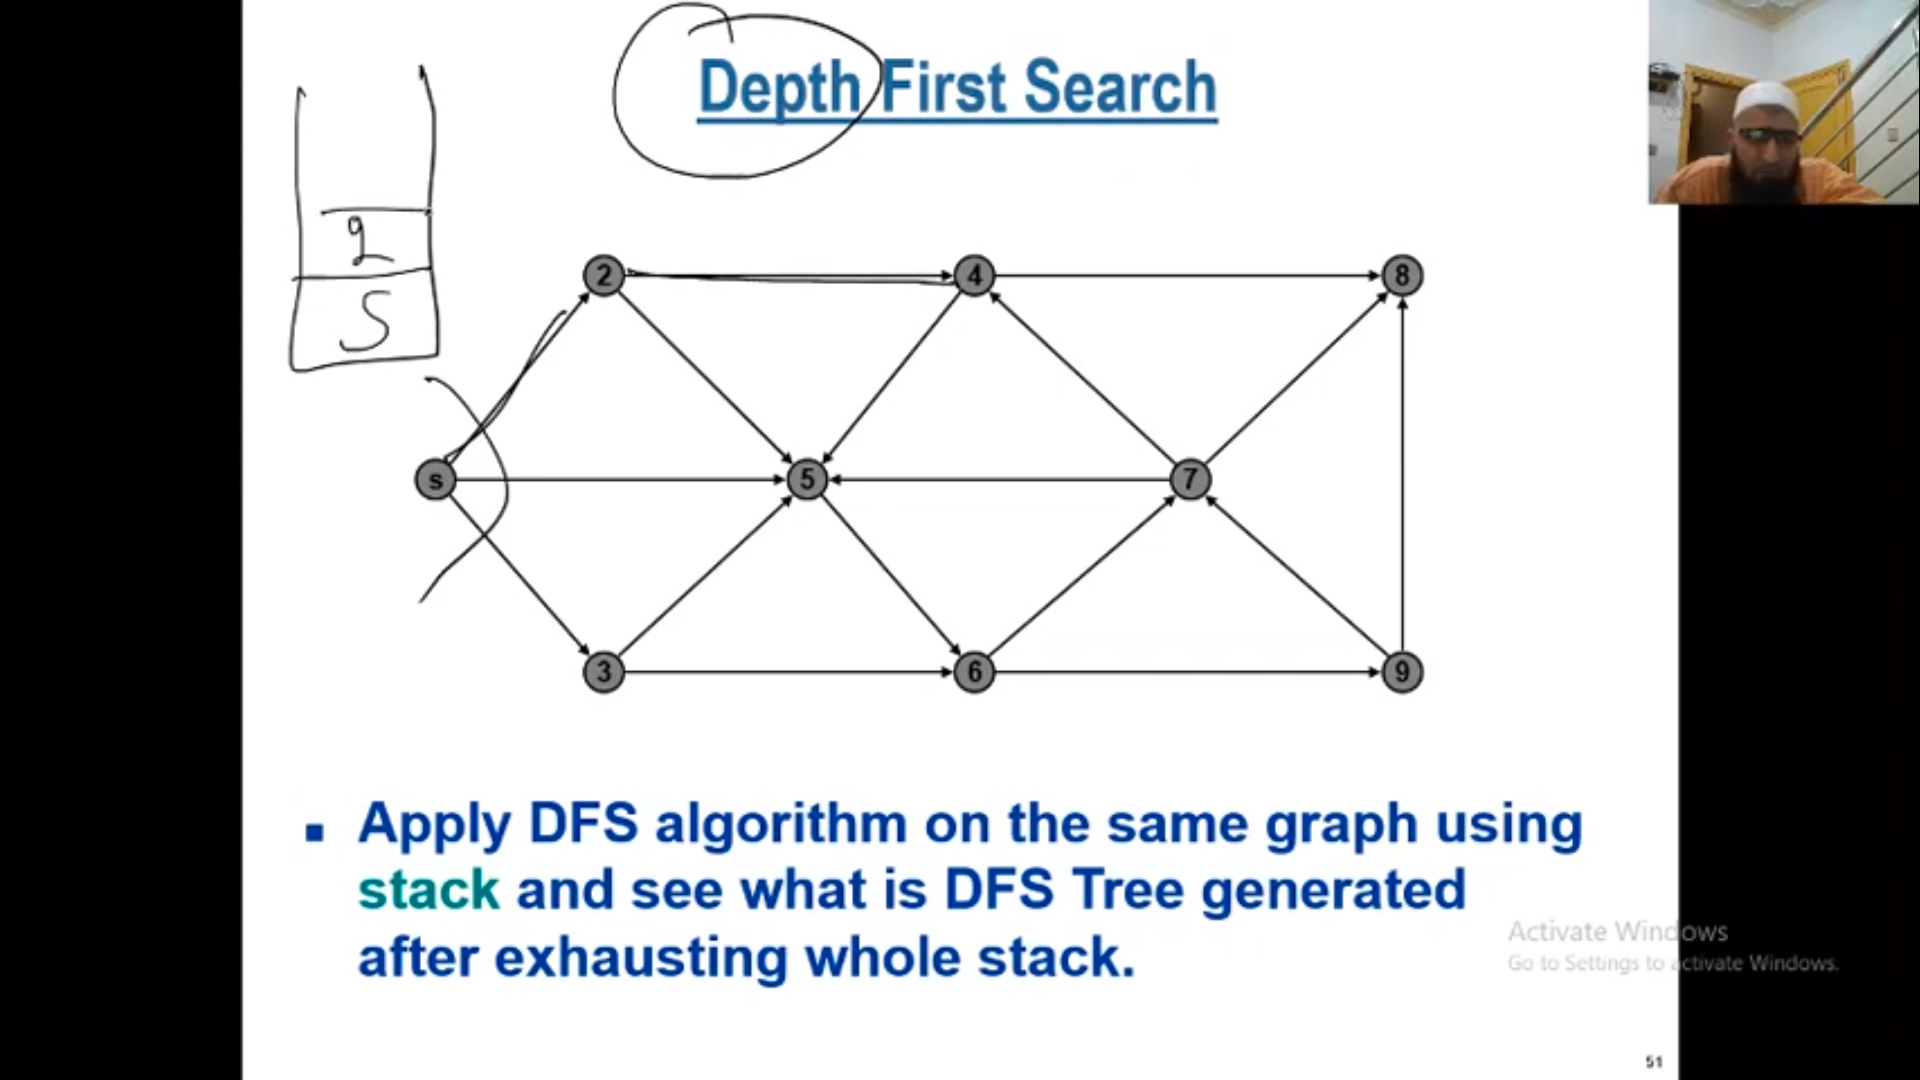 Depth First Search
2
S
2
4
8
s
5
7
3
6
9
Apply DFS algorithm on the same graph using
stack and see what is DFS Tree generated
after exhausting whole stack.
Activate Windows
Go to Settings to activate Windows.
51